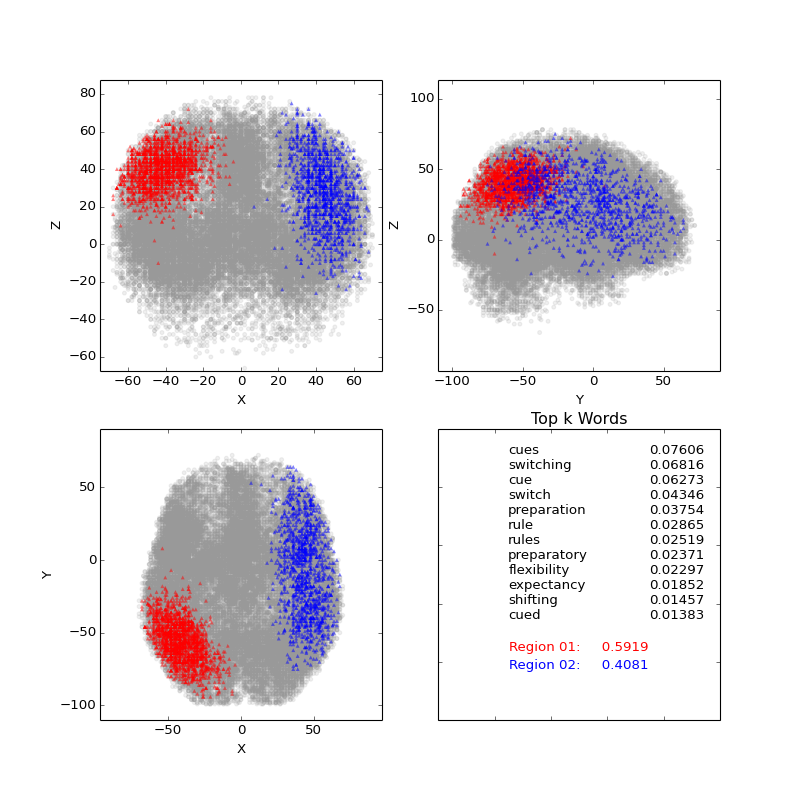 80
60
40
20
0
−20
−40
−60
Z
−60 −40 −20 0 20 40 60
X
100
50
0
−50
Z
−100 −50 0 50
Y
50
0
−50
−100
Y
−50 0 50
X
Top k Words
cues 0.07606
switching 0.06816
cue 0.06273
switch 0.04346
preparation 0.03754
rule 0.02865
rules 0.02519
preparatory 0.02371
flexibility 0.02297
expectancy 0.01852
shifting 0.01457
cued 0.01383
Region 01: 0.5919
Region 02: 0.4081